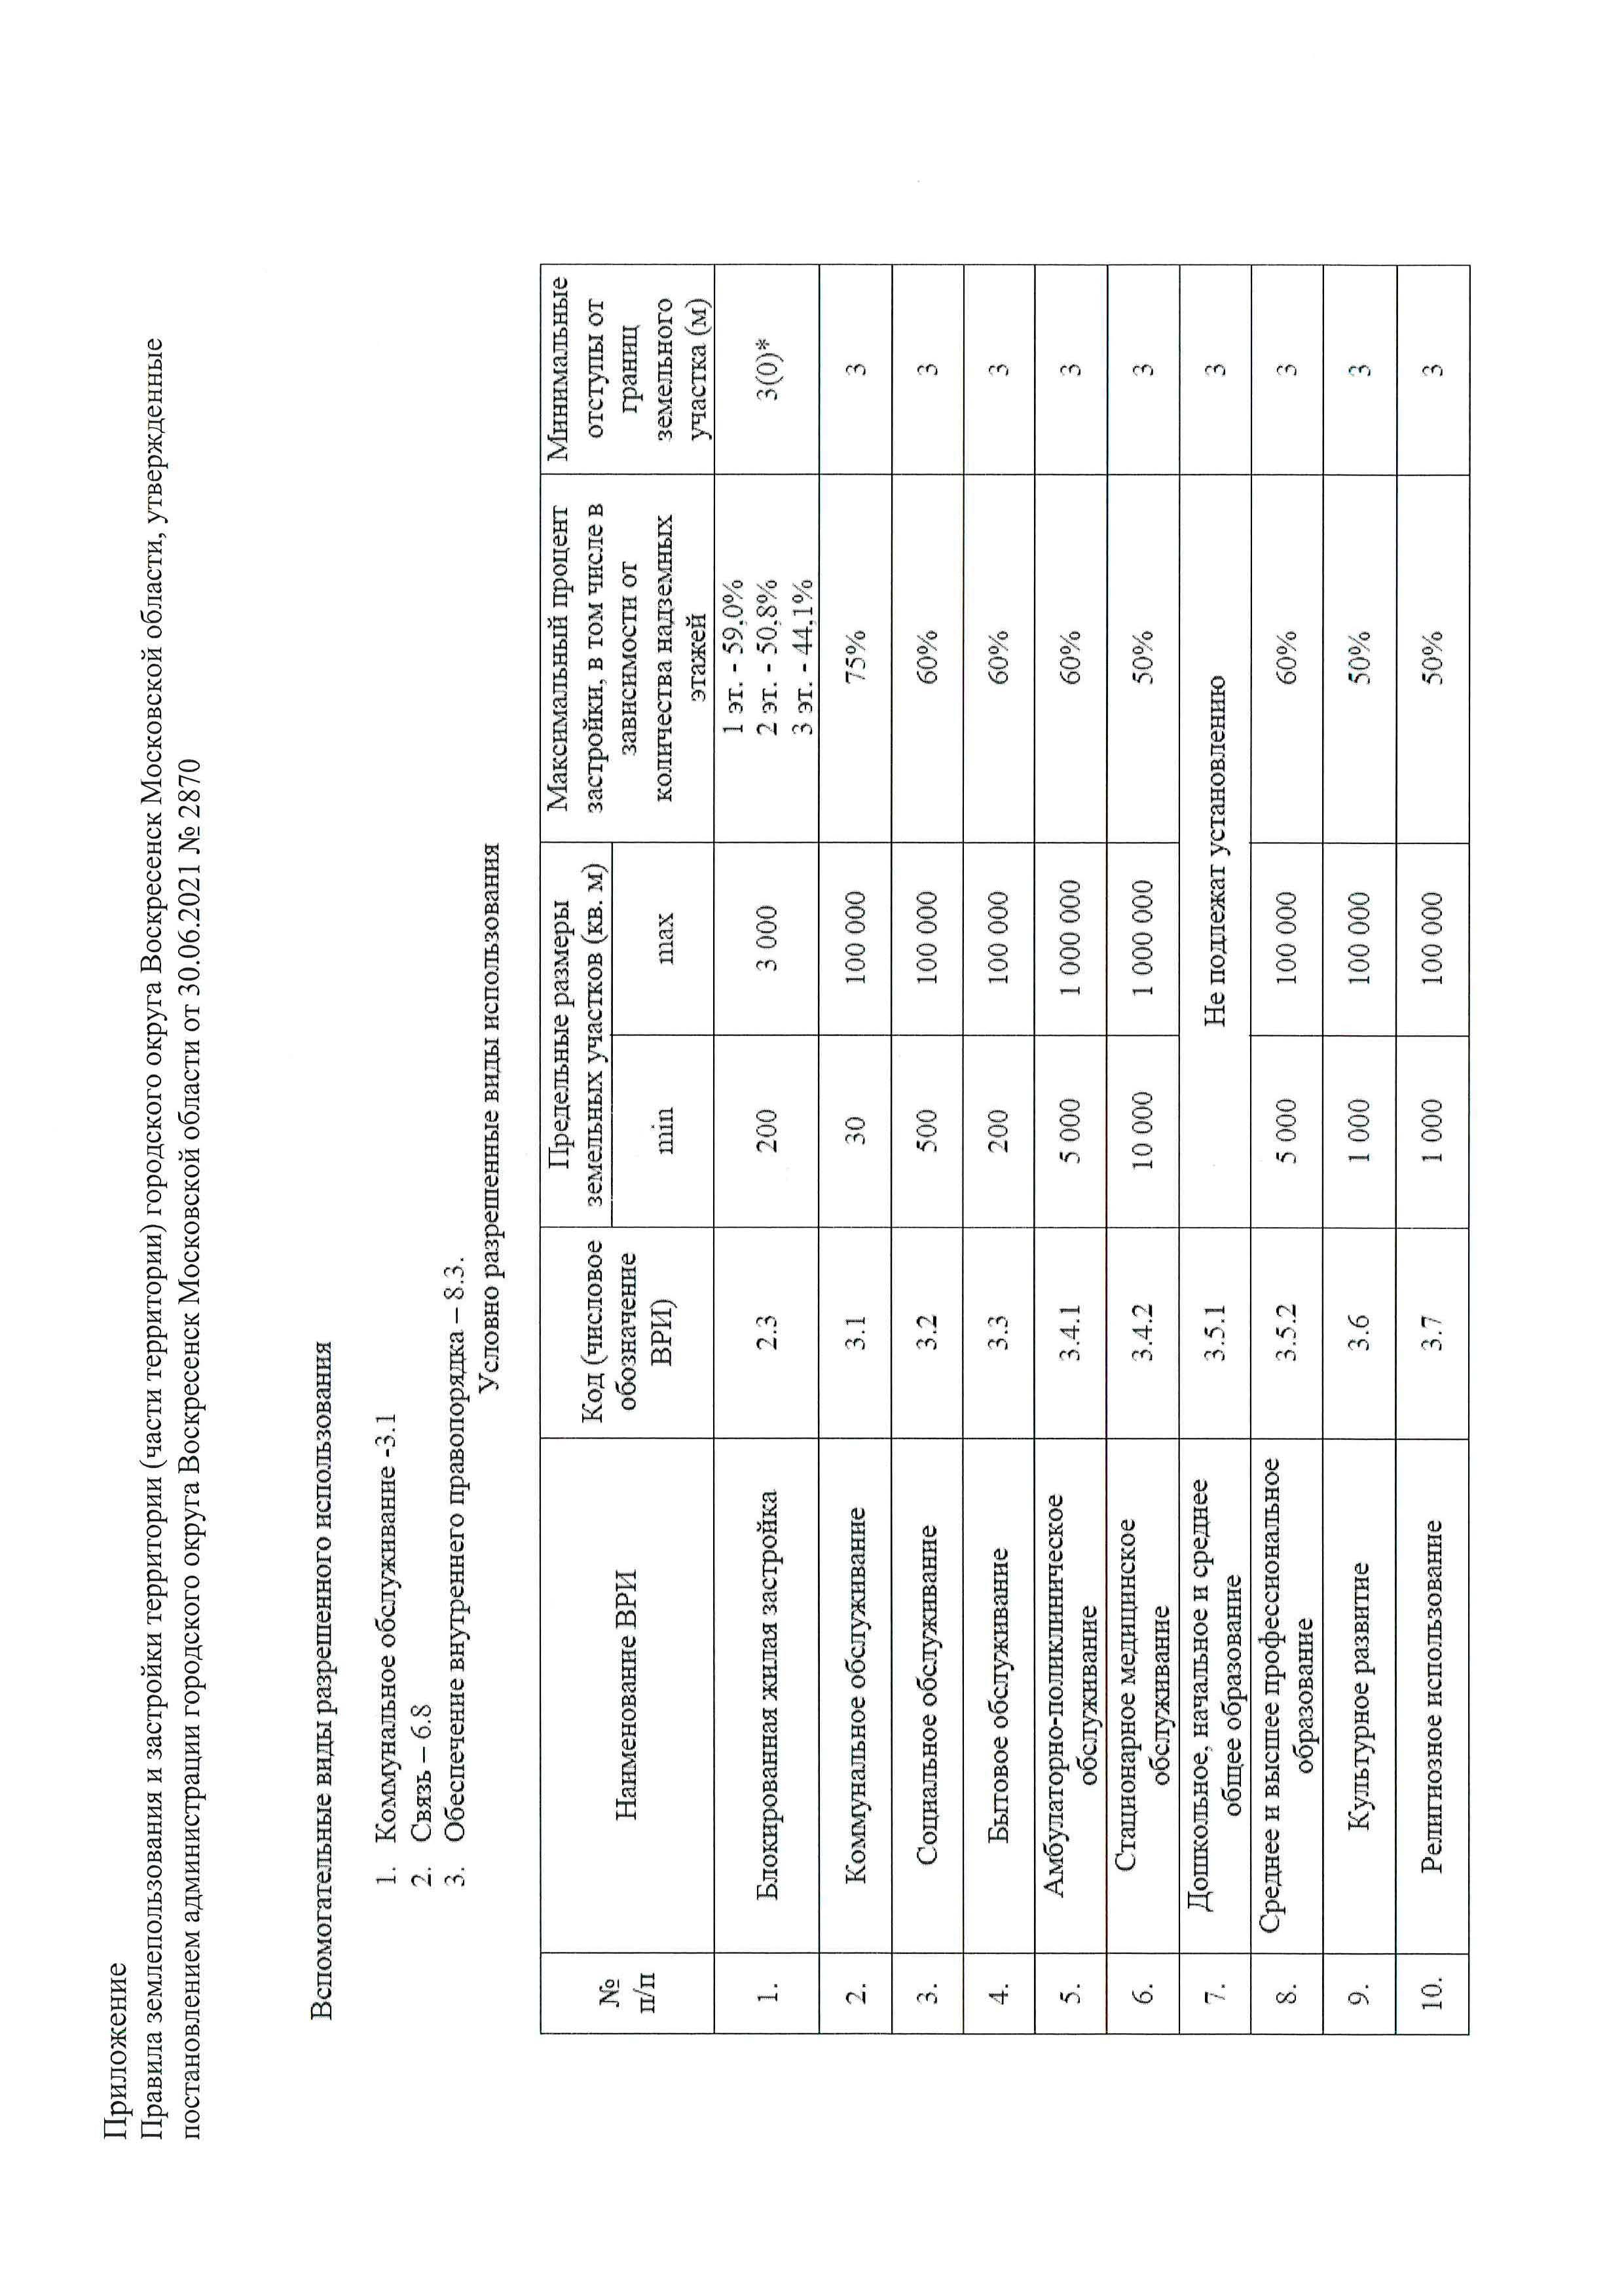 Приложение
Правила землепользования и застройки территории (части территории) городского округа Воскресенск Московской области, утвержденные
постановлением администрации городского округа Воскресенск Московской области от 30.06.2021 № 2870
Вспомогательные виды разрешенного использования
1. Коммунальное обслуживание -3.1
2. Связь – 6.8
3. Обеспечение внутреннего правопорядка – 8.3.
Условно разрешенные виды использования
№ п/п
Наименование ВРИ
Код (числовое обозначение ВРИ)
Предельные размеры земельных участков (кв. м)
min
max
Максимальный процент застройки, в том числе в зависимости от количества надземных этажей
Минимальные отступы от границ земельного участка (м)
1. Блокированная жилая застройка 2.3 200 3 000 1 эт. - 59,0% 2 эт. - 50,8% 3 эт. - 44,1% 3(0)*
2. Коммунальное обслуживание 3.1 30 100 000 75% 3
3. Социальное обслуживание 3.2 500 100 000 60% 3
4. Бытовое обслуживание 3.3 200 100 000 60% 3
5. Амбулаторно-поликлиническое обслуживание 3.4.1 5 000 1 000 000 60% 3
6. Стационарное медицинское обслуживание 3.4.2 10 000 1 000 000 50% 3
7. Дошкольное, начальное и среднее общее образование 3.5.1 Не подлежат установлению 3
8. Среднее и высшее профессиональное образование 3.5.2 5 000 100 000 60% 3
9. Культурное развитие 3.6 1 000 100 000 50% 3
10. Религиозное использование 3.7 1 000 100 000 50% 3